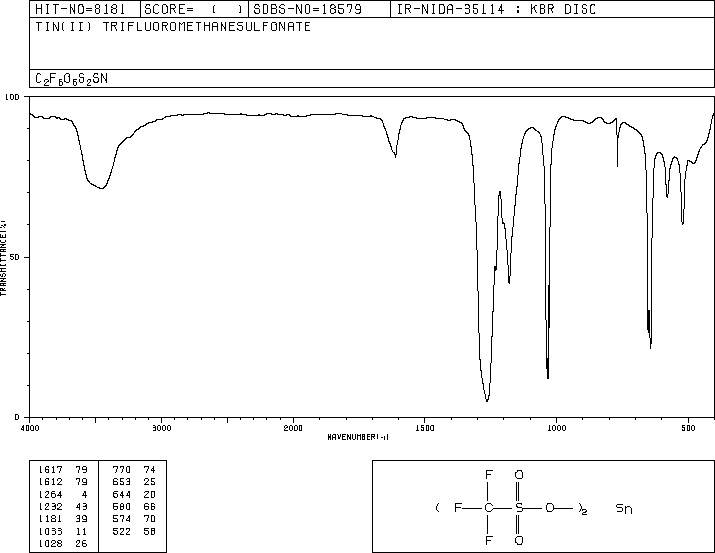 HIT-NO=8181 SCORE= ( ) SDBS-NO=18579 IR-NIDA-35114 : KBR DISC
TIN(II) TRIFLUOROMETHANESULFONATE
C2F6O6S2SN
100
50
0
TRANSMITTANCE(%)
4000 3000 2000 1500 1000 500
WAVENUMBER(-1)
1617 79 770 74
1612 79 653 25
1264 4 644 20
1232 43 580 66
1181 39 574 70
1033 11 522 58
1028 26
F O
( F C S O )2 Sn
F O